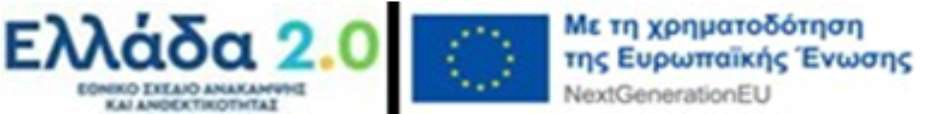 Ελλάδα 2.0
ΕΘΝΙΚΟ ΣΧΕΔΙΟ ΑΝΑΚΑΜΨΗΣ
ΚΑΙ ΑΝΘΕΚΤΙΚΟΤΗΤΑΣ
Με τη χρηματοδότηση
της Ευρωπαϊκής Ένωσης
NextGenerationEU